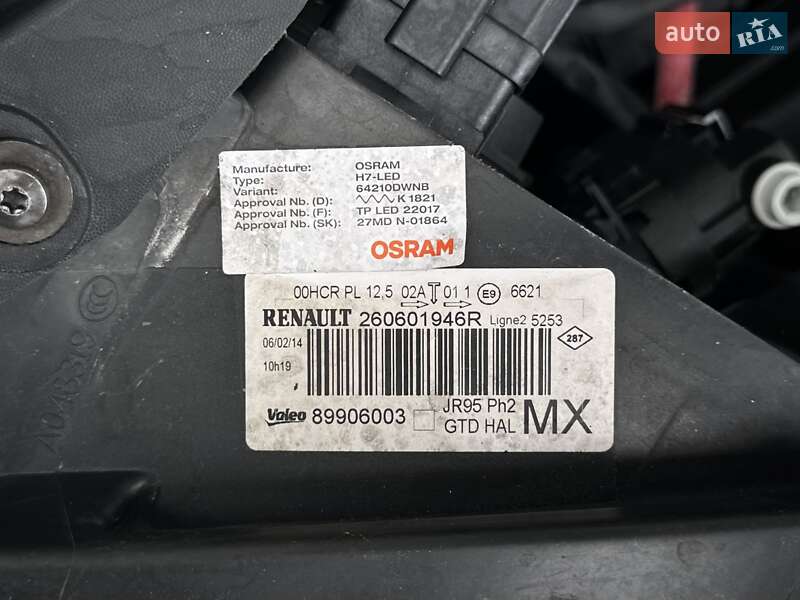 auto RIA.com
Manufacture: OSRAM
Type: H7-LED
Variant: 64210DWNB
Approval Nb. (D): K 1821
Approval Nb. (F): TP LED 22017
Approval Nb. (SK): 27MD N-01864
OSRAM
00HCR PL 12,5 02A 01 1 E9 6621
RENAULT 260601946R Ligne2 5253
06/02/14
287
10h19
Valeo 89906003 JR95 Ph2
GTD HAL MX